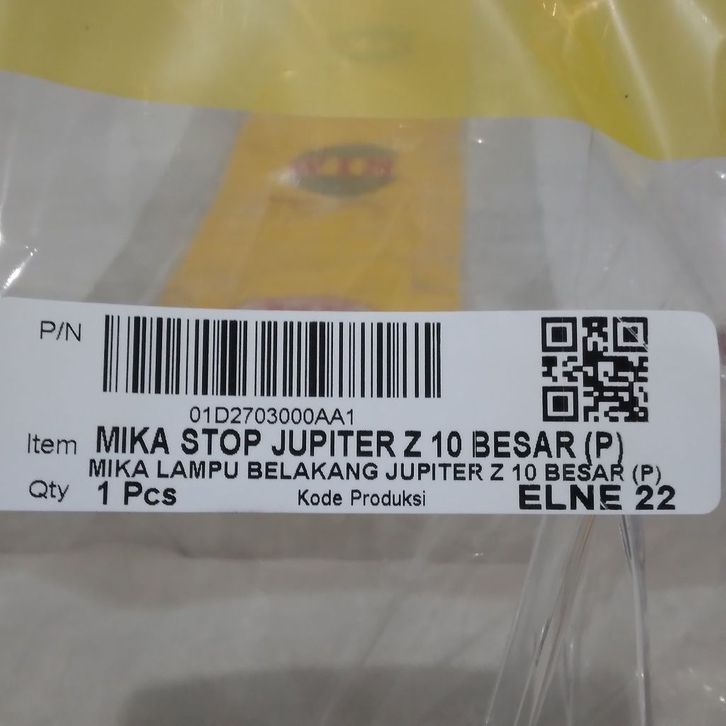 P/N
01D2703000AA1
Item MIKA STOP JUPITER Z 10 BESAR (P)
MIKA LAMPU BELAKANG JUPITER Z 10 BESAR (P)
Qty 1 Pcs Kode Produksi ELNE 22